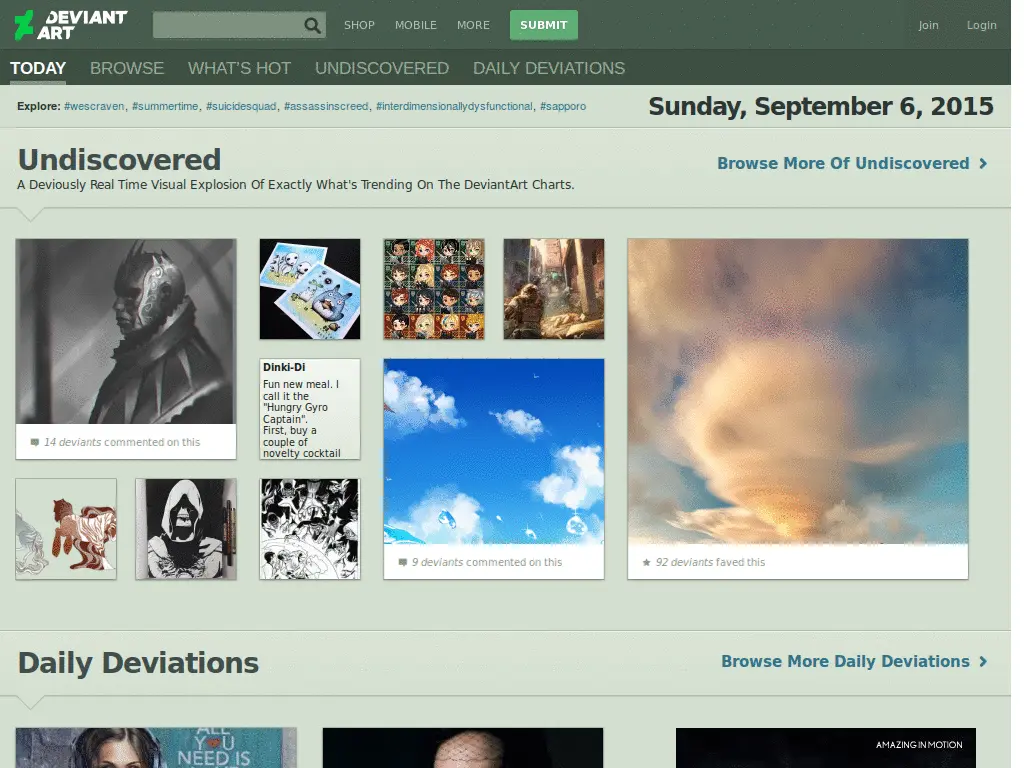 DEVIANT
ART
SHOP MOBILE MORE SUBMIT Join Login
TODAY BROWSE WHAT'S HOT UNDISCOVERED DAILY DEVIATIONS
Explore: #wescraven, #summertime, #suicidesquad, #assassinscreed, #interdimensionallydysfunctional, #sapporo
Sunday, September 6, 2015
Undiscovered
Browse More Of Undiscovered
A Deviously Real Time Visual Explosion Of Exactly What's Trending On The DeviantArt Charts.
Dinki-Di
Fun new meal. I
call it the
"Hungry Gyro
Captain".
First, buy a
couple of
novelty cocktail
14 deviants commented on this
9 deviants commented on this
92 deviants faved this
Daily Deviations
Browse More Daily Deviations
ALL
YOU
NEED IS
AMAZING IN MOTION